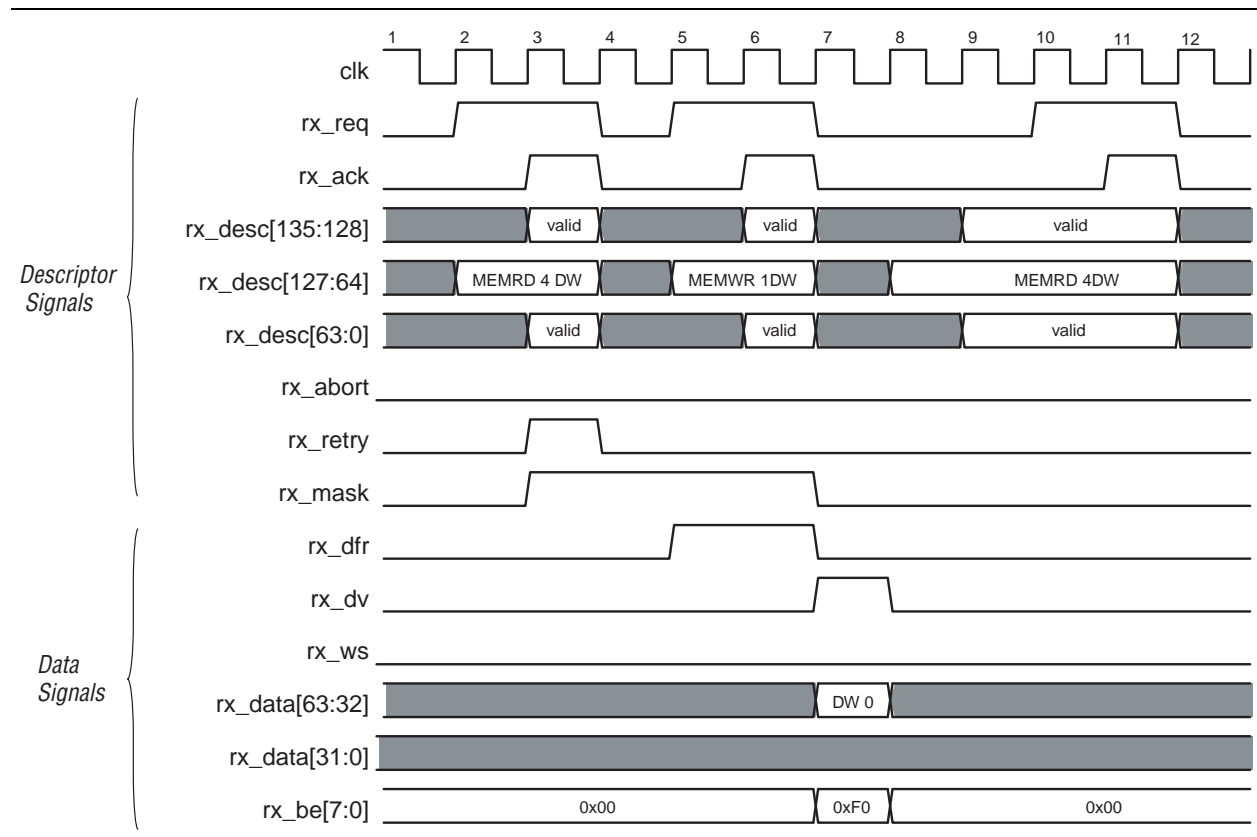 1 2 3 4 5 6 7 8 9 10 11 12
clk
Descriptor
Signals
rx_req
rx_ack
rx_desc[135:128] valid valid valid
rx_desc[127:64] MEMRD 4 DW MEMWR 1DW MEMRD 4DW
rx_desc[63:0] valid valid valid
rx_abort
rx_retry
rx_mask
Data
Signals
rx_dfr
rx_dv
rx_ws
rx_data[63:32] DW 0
rx_data[31:0]
rx_be[7:0] 0x00 0xF0 0x00